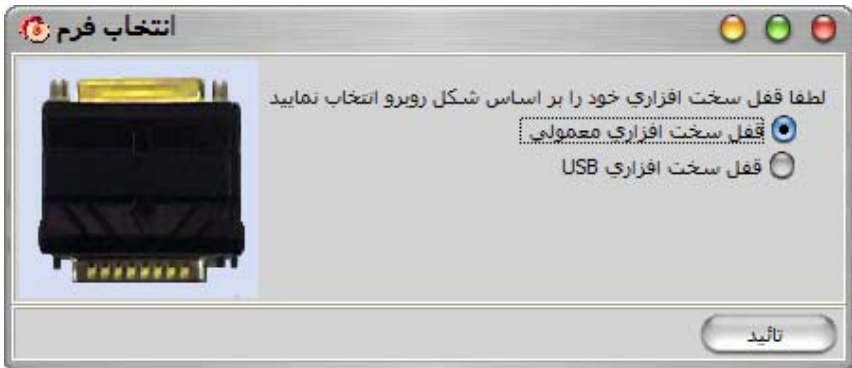 انتخاب فرم
لطفا قفل سخت افزاري خود را بر اساس شكل روبرو انتخاب نماييد
قفل سخت افزاري معمولي
قفل سخت افزاري USB
تائيد